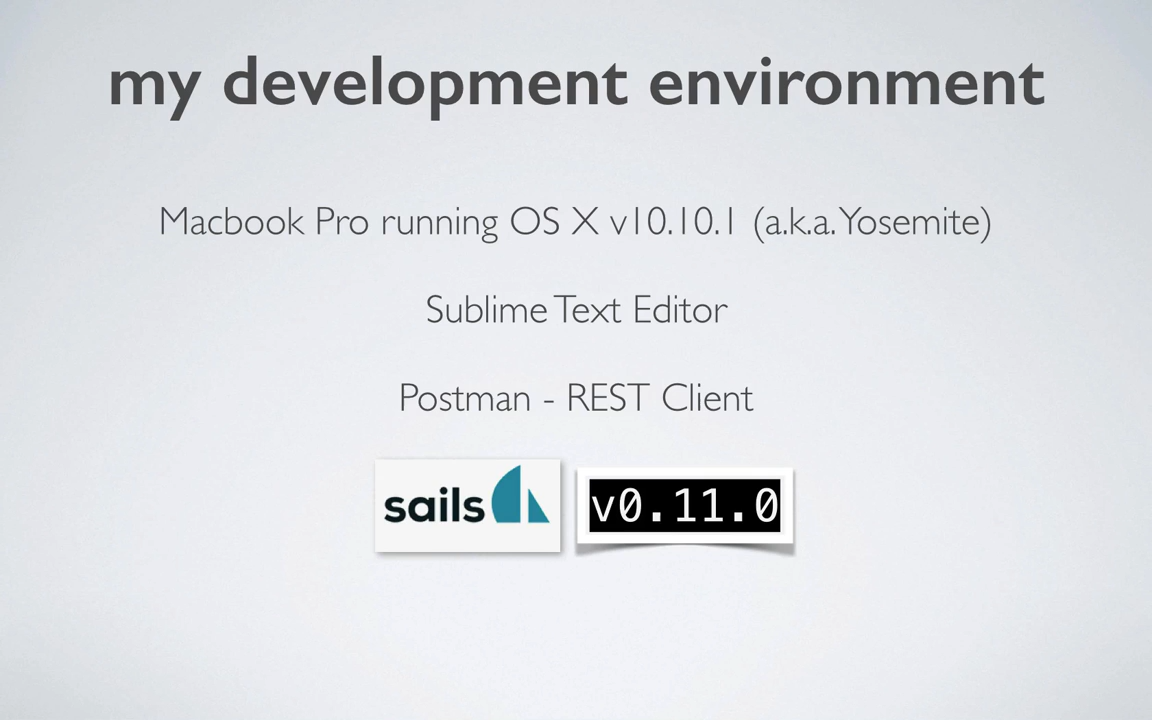 my development environment
Macbook Pro running OS X v10.10.1 (a.k.a. Yosemite)
Sublime Text Editor
Postman - REST Client
sails v0.11.0